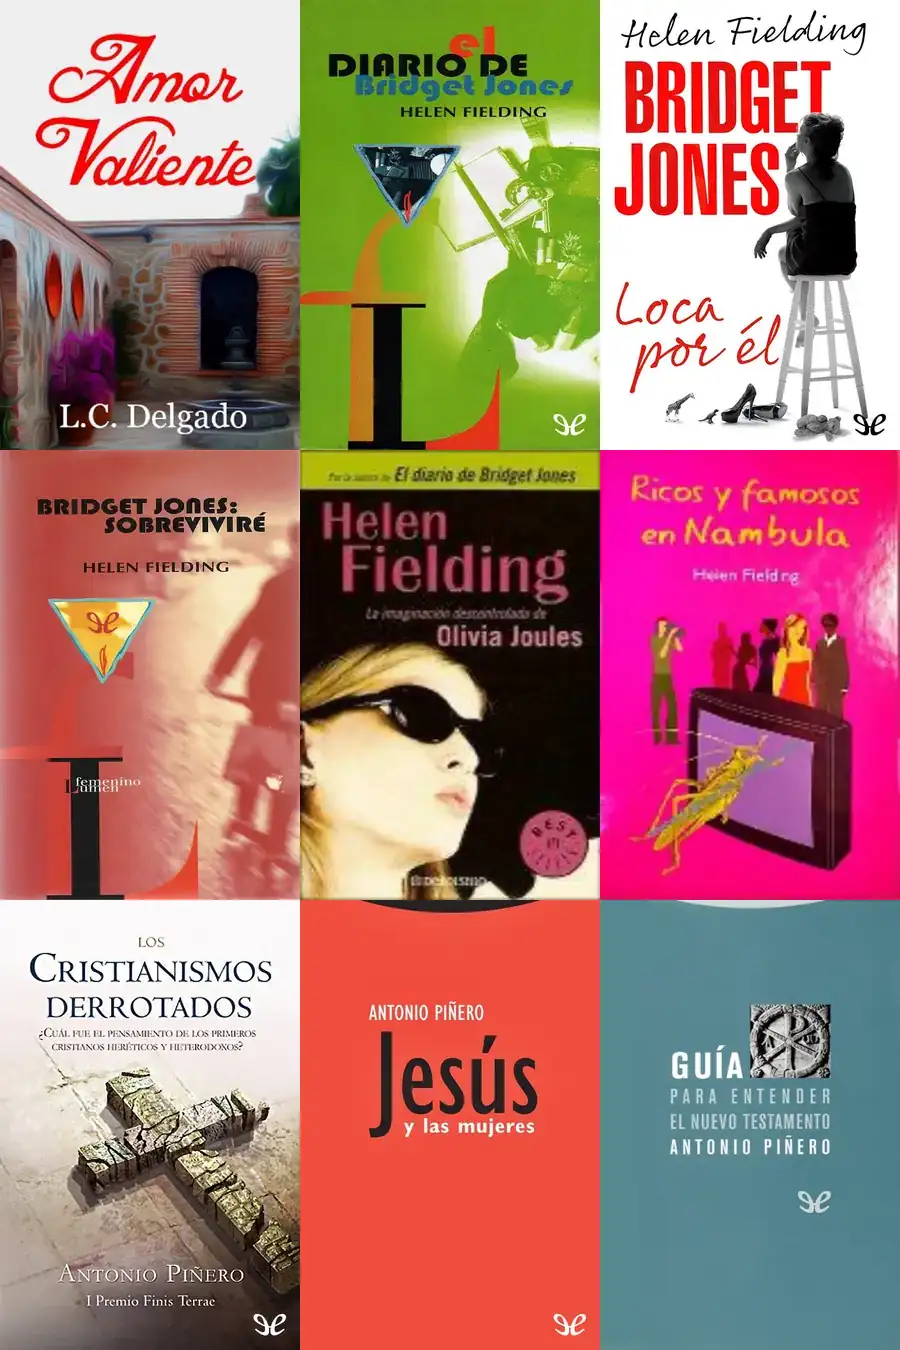 Amor
Valiente
L.C. Delgado
el
DIARIO DE
Bridget Jones
HELEN FIELDING
Helen Fielding
BRIDGET
JONES
Loca
por él
BRIDGET JONES:
SOBREVIVIRÉ
HELEN FIELDING
femenino
Lumen
Por la autora de El diario de Bridget Jones
Helen
Fielding
La imaginación descontrolada de
Olivia Joules
BEST
SELLER
DEBOLSILLO
Ricos y famosos
en Nambula
Helen Fielding
LOS
CRISTIANISMOS
DERROTADOS
¿CUÁL FUE EL PENSAMIENTO DE LOS PRIMEROS
CRISTIANOS HERÉTICOS Y HETERODOXOS?
ANTONIO PIÑERO
I Premio Finis Terrae
ANTONIO PIÑERO
Jesús
y las mujeres
GUÍA
PARA ENTENDER
EL NUEVO TESTAMENTO
ANTONIO PIÑERO